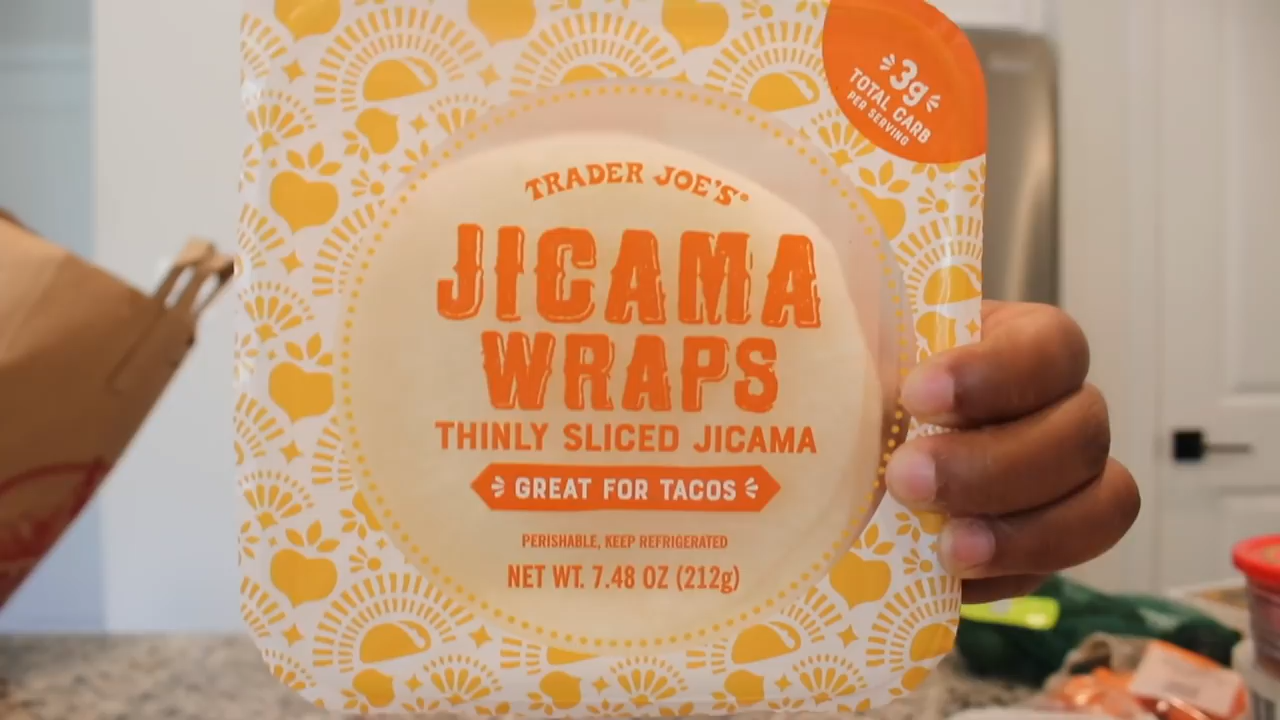 3g
TOTAL CARB
PER SERVING
TRADER JOE'S®
JICAMA
WRAPS
THINLY SLICED JICAMA
GREAT FOR TACOS
PERISHABLE, KEEP REFRIGERATED
NET WT. 7.48 OZ (212g)